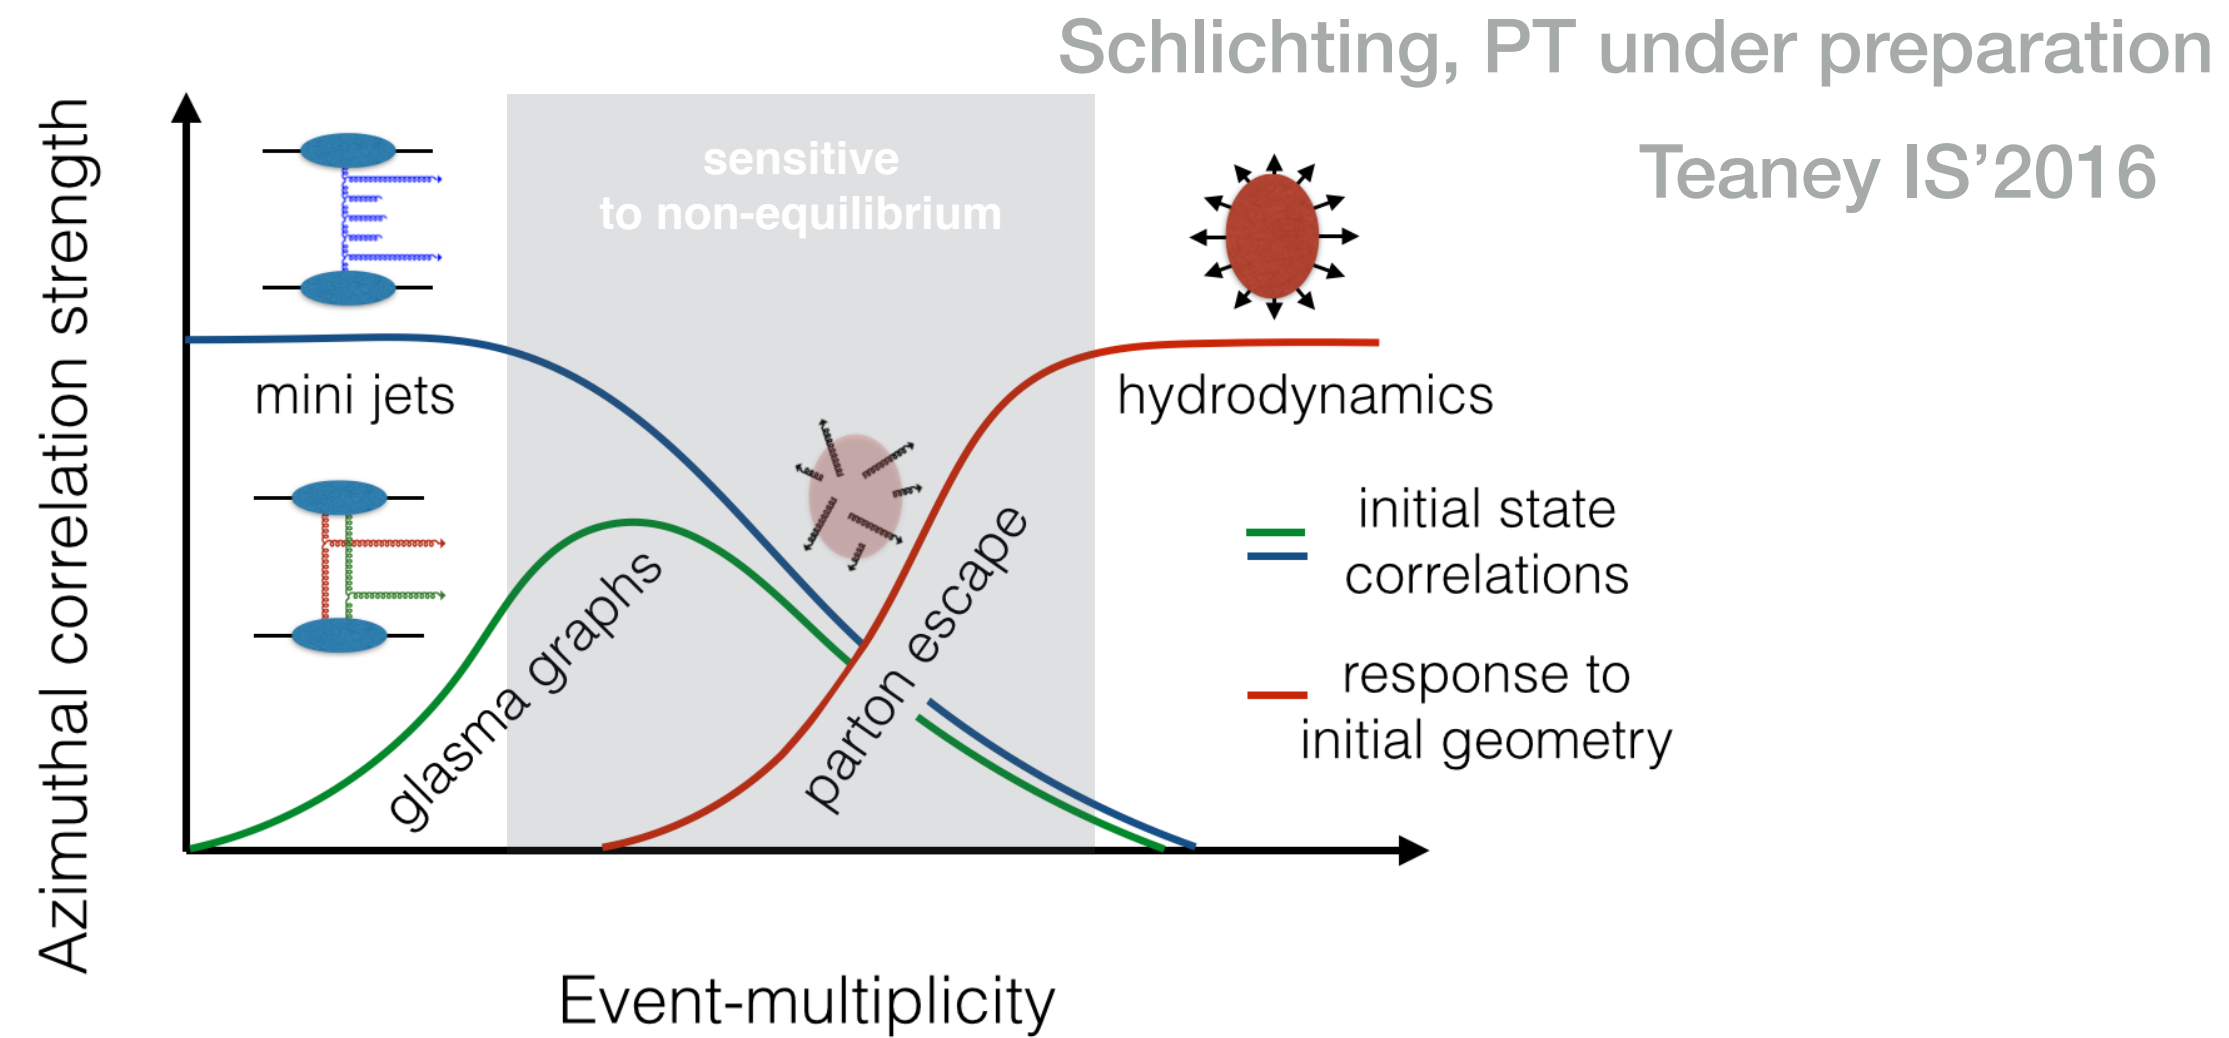 Schlichting, PT under preparation
Teaney IS’2016
Azimuthal correlation strength
sensitive
to non-equilibrium
mini jets
hydrodynamics
glasma graphs
parton escape
initial state
correlations
response to
initial geometry
Event-multiplicity